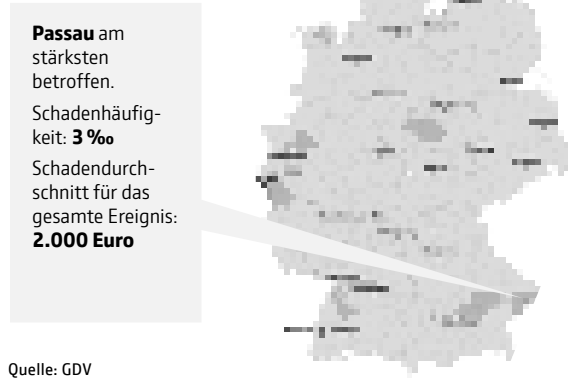 Passau am
stärksten
betroffen.
Schadenhäufig-
keit: 3 ‰
Schadendurch-
schnitt für das
gesamte Ereignis:
2.000 Euro
Quelle: GDV